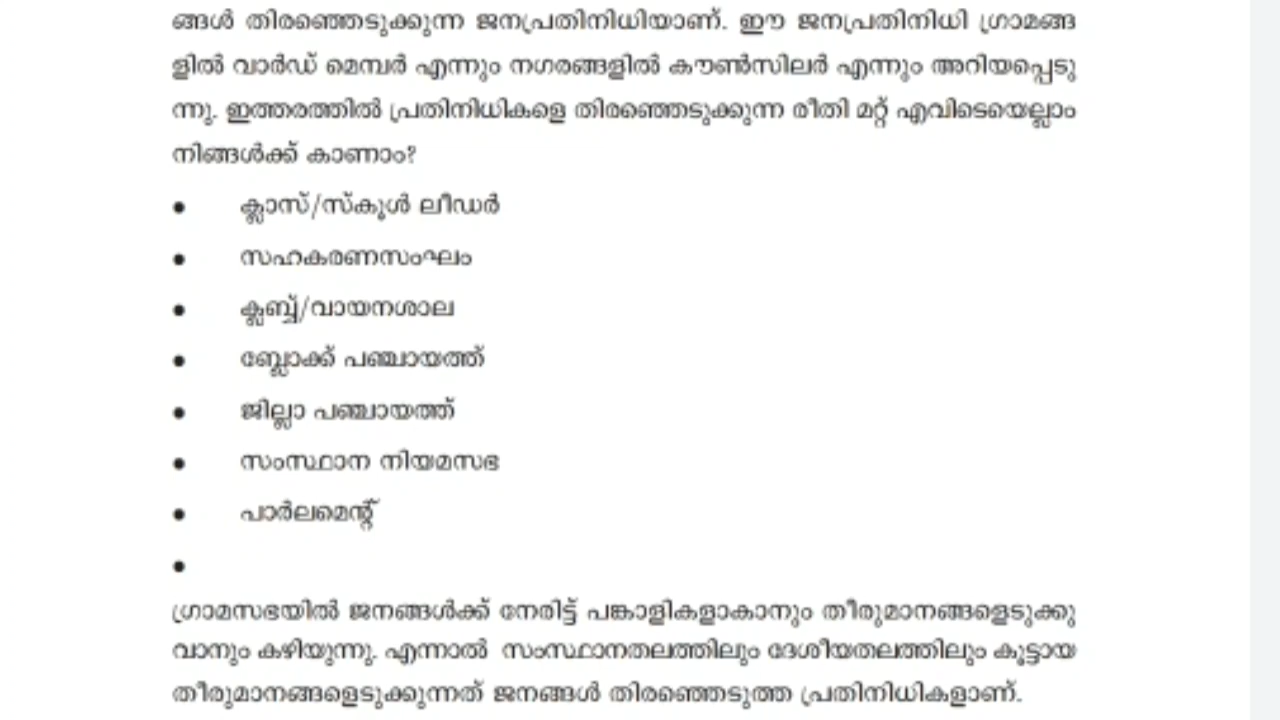 ങ്ങൾ തിരഞ്ഞെടുക്കുന്ന ജനപ്രതിനിധിയാണ്. ഈ ജനപ്രതിനിധി ഗ്രാമങ്ങ
ളിൽ വാർഡ് മെമ്പർ എന്നും നഗരങ്ങളിൽ കൗൺസിലർ എന്നും അറിയപ്പെടു
ന്നു. ഇത്തരത്തിൽ പ്രതിനിധികളെ തിരഞ്ഞെടുക്കുന്ന രീതി മറ്റ് എവിടെയെല്ലാം
നിങ്ങൾക്ക് കാണാം?
• ക്ലാസ്/സ്കൂൾ ലീഡർ
• സഹകരണസംഘം
• ക്ലബ്ബ്/വായനശാല
• ബ്ലോക്ക് പഞ്ചായത്ത്
• ജില്ലാ പഞ്ചായത്ത്
• സംസ്ഥാന നിയമസഭ
• പാർലമെന്റ്
•
ഗ്രാമസഭയിൽ ജനങ്ങൾക്ക് നേരിട്ട് പങ്കാളികളാകാനും തീരുമാനങ്ങളെടുക്കു
വാനും കഴിയുന്നു. എന്നാൽ സംസ്ഥാനതലത്തിലും ദേശീയതലത്തിലും കൂട്ടായ
തീരുമാനങ്ങളെടുക്കുന്നത് ജനങ്ങൾ തിരഞ്ഞെടുത്ത പ്രതിനിധികളാണ്.